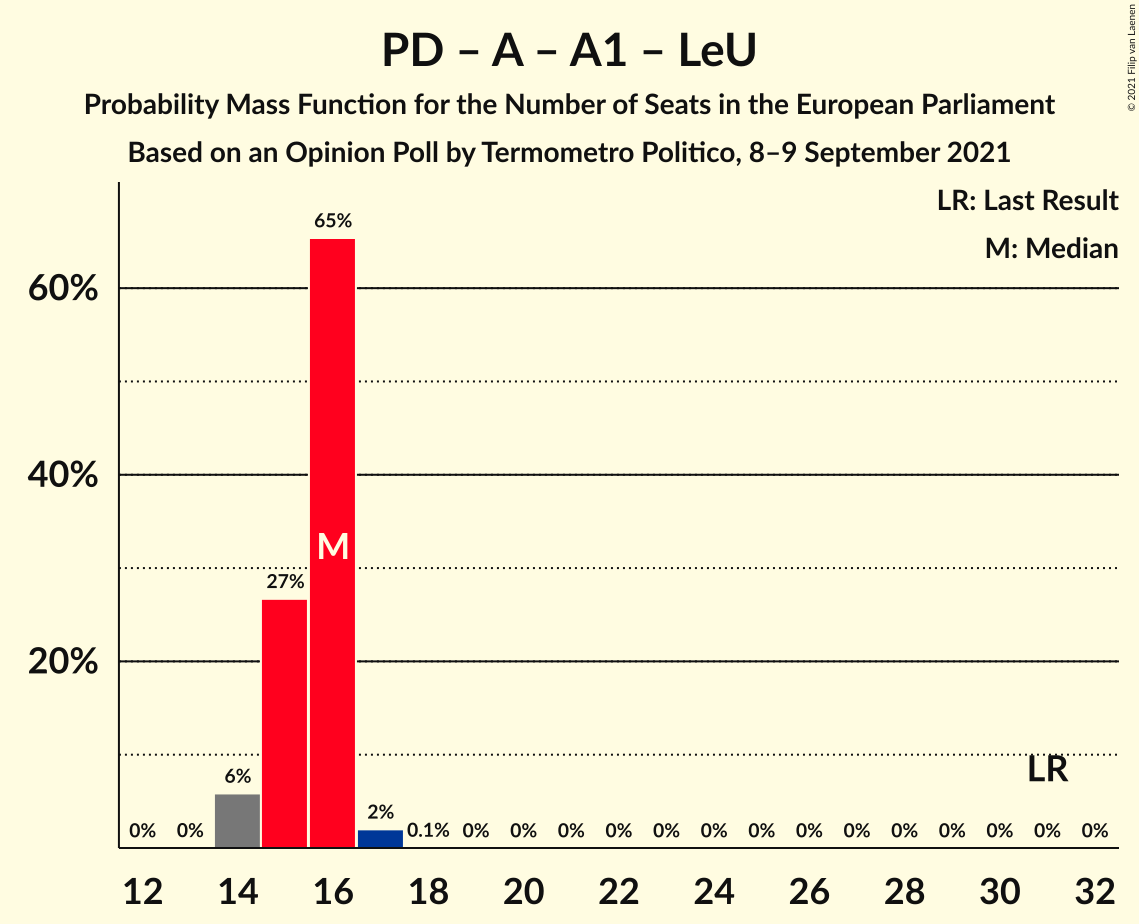 PD – A – A1 – LeU
Probability Mass Function for the Number of Seats in the European Parliament
Based on an Opinion Poll by Termometro Politico, 8–9 September 2021
© 2021 Filip van Laenen
LR: Last Result
M: Median
60%
40%
20%
0% 0% 6% 27% 65% 2% 0.1% 0% 0% 0% 0% 0% 0% 0% 0% 0% 0% 0% 0% 0% 0%
M
LR
12 14 16 18 20 22 24 26 28 30 32